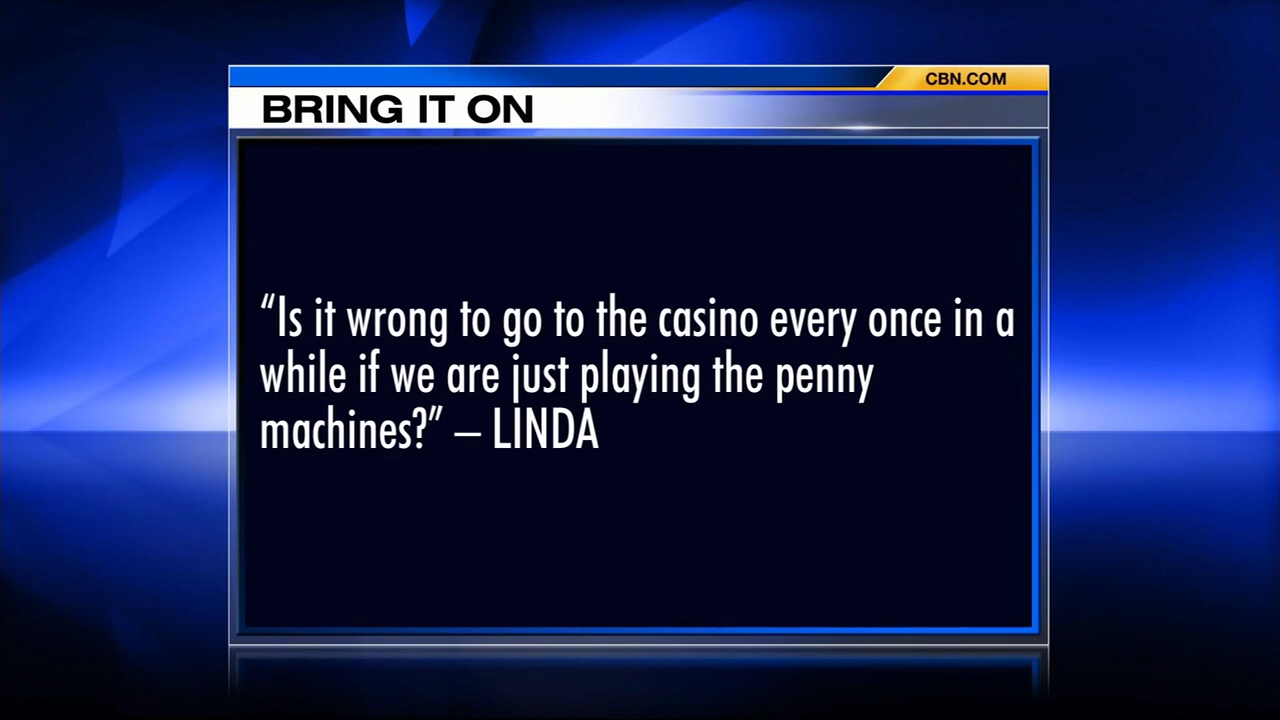 CBN.COM
BRING IT ON
“Is it wrong to go to the casino every once in a
while if we are just playing the penny
machines?” – LINDA